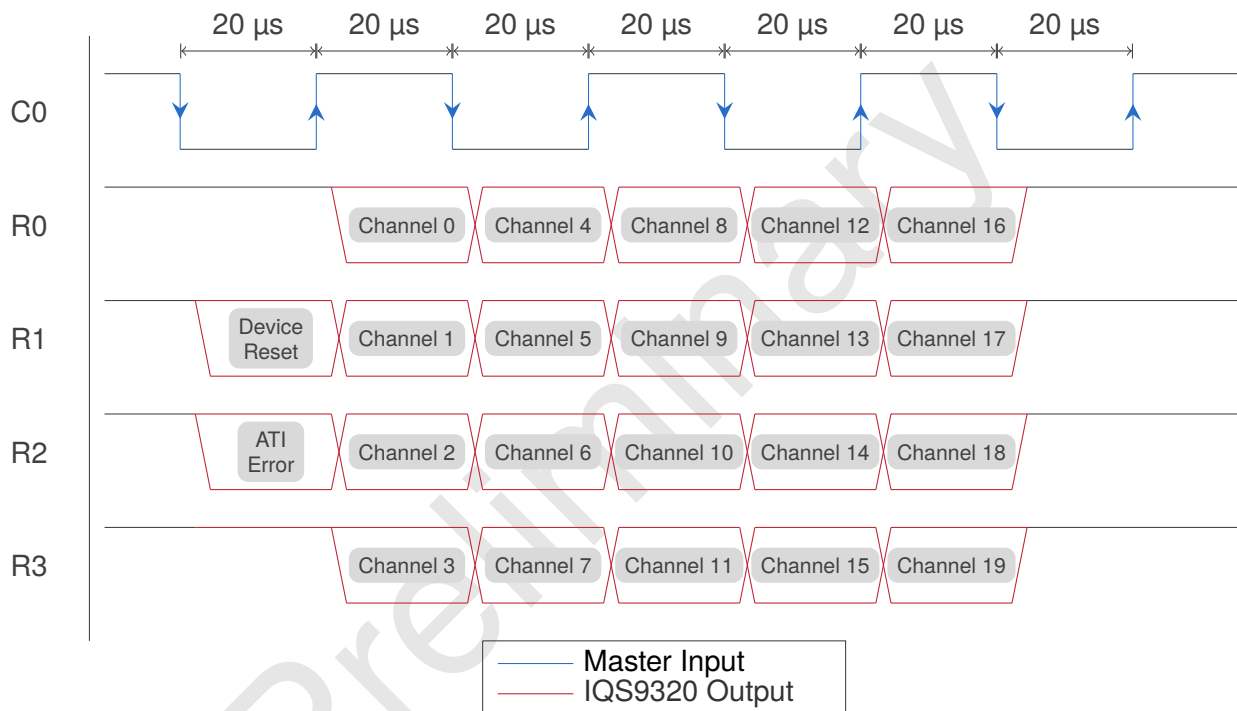 20 µs 20 µs 20 µs 20 µs 20 µs 20 µs 20 µs
C0
R0 Channel 0 Channel 4 Channel 8 Channel 12 Channel 16
R1 Device Reset Channel 1 Channel 5 Channel 9 Channel 13 Channel 17
R2 ATI Error Channel 2 Channel 6 Channel 10 Channel 14 Channel 18
R3 Channel 3 Channel 7 Channel 11 Channel 15 Channel 19
Master Input
IQS9320 Output
Preliminary